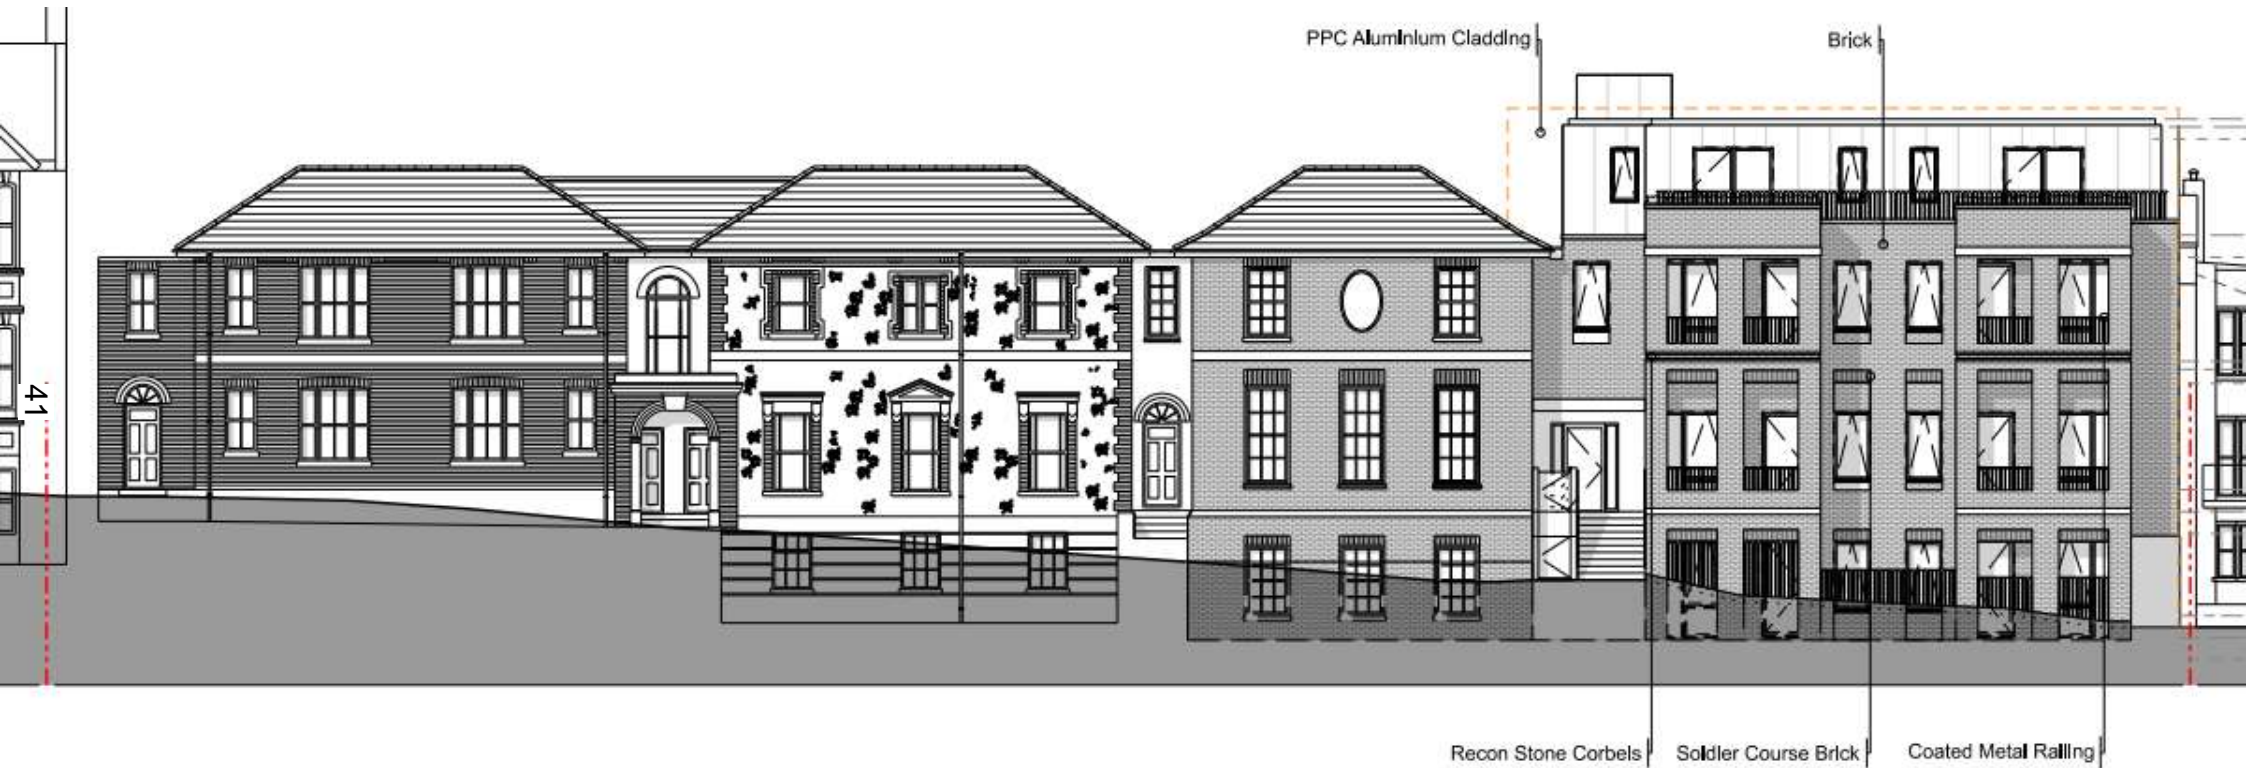 PPC Aluminium Cladding
Brick
41
Recon Stone Corbels
Soldier Course Brick
Coated Metal Railing